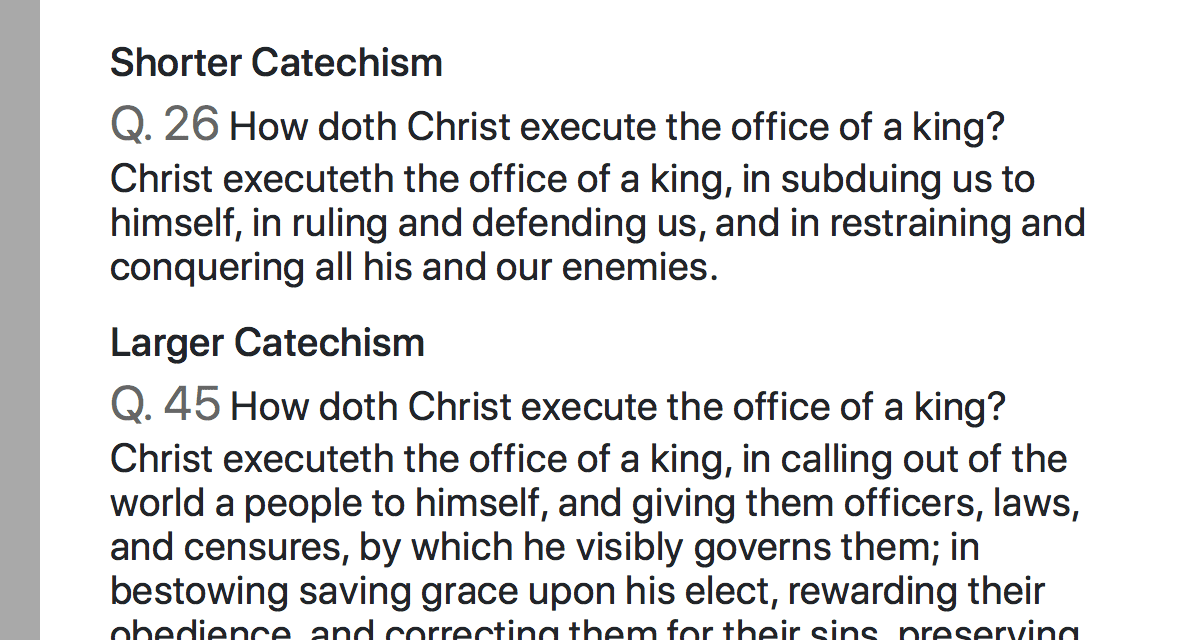 Shorter Catechism
Q. 26 How doth Christ execute the office of a king?
Christ executeth the office of a king, in subduing us to
himself, in ruling and defending us, and in restraining and
conquering all his and our enemies.
Larger Catechism
Q. 45 How doth Christ execute the office of a king?
Christ executeth the office of a king, in calling out of the
world a people to himself, and giving them officers, laws,
and censures, by which he visibly governs them; in
bestowing saving grace upon his elect, rewarding their
obedience, and correcting them for their sins, preserving